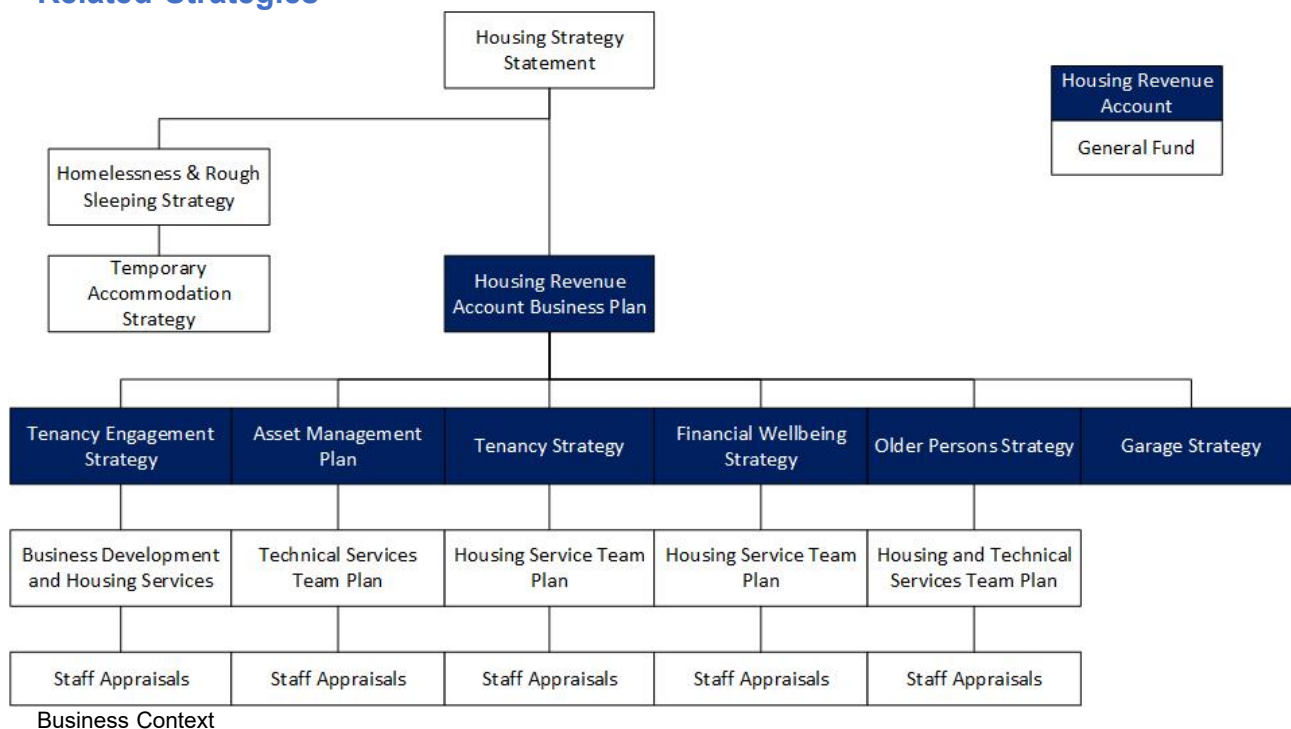 Related Strategies
Housing Strategy
Statement
Housing Revenue
Account
General Fund
Homelessness & Rough
Sleeping Strategy
Temporary
Accommodation
Strategy
Housing Revenue
Account Business Plan
Tenancy Engagement
Strategy
Asset Management
Plan
Tenancy Strategy
Financial Wellbeing
Strategy
Older Persons Strategy
Garage Strategy
Business Development
and Housing Services
Technical Services
Team Plan
Housing Service Team
Plan
Housing Service Team
Plan
Housing and Technical
Services Team Plan
Staff Appraisals
Staff Appraisals
Staff Appraisals
Staff Appraisals
Staff Appraisals
Business Context